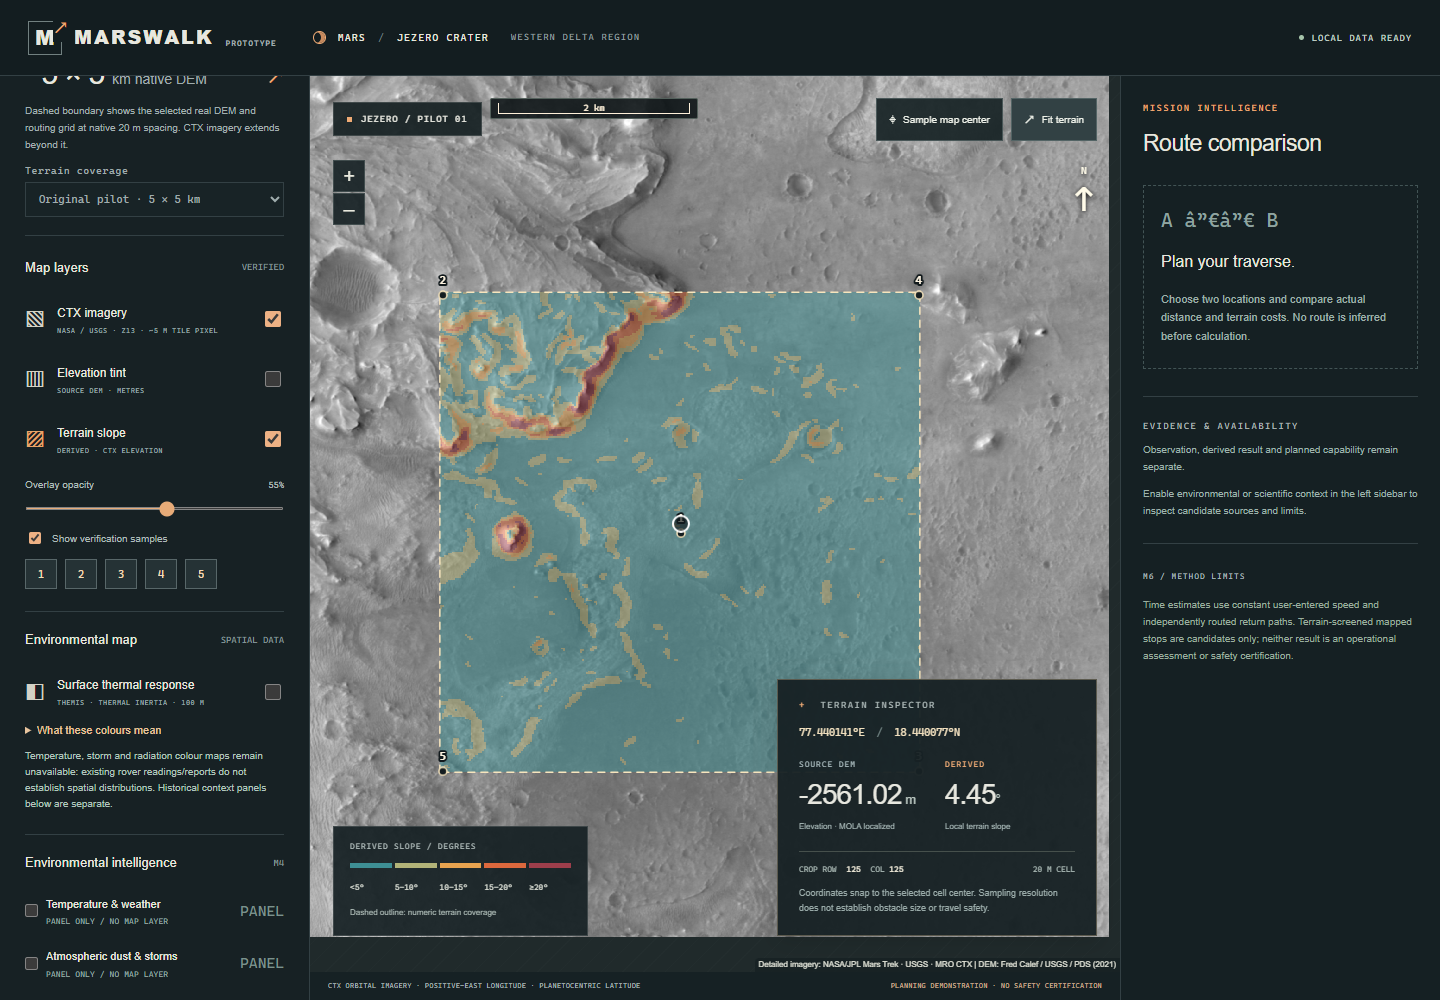 M MARSWALK PROTOTYPE
MARS / JEZERO CRATER WESTERN DELTA REGION
LOCAL DATA READY
5 × 5 km native DEM
Dashed boundary shows the selected real DEM and
routing grid at native 20 m spacing. CTX imagery extends
beyond it.
Terrain coverage
Original pilot · 5 × 5 km
Map layers VERIFIED
CTX imagery
NASA / USGS · Z13 · ~5 M TILE PIXEL
Elevation tint
SOURCE DEM · METRES
Terrain slope
DERIVED · CTX ELEVATION
Overlay opacity 55%
Show verification samples
1 2 3 4 5
Environmental map SPATIAL DATA
Surface thermal response
THEMIS · THERMAL INERTIA · 100 M
What these colours mean
Temperature, storm and radiation colour maps remain
unavailable: existing rover readings/reports do not
establish spatial distributions. Historical context panels
below are separate.
Environmental intelligence M4
Temperature & weather
PANEL ONLY / NO MAP LAYER
PANEL
Atmospheric dust & storms
PANEL ONLY / NO MAP LAYER
PANEL
JEZERO / PILOT 01
2 km
Sample map center
Fit terrain
+
−
N
2
4
5
DERIVED SLOPE / DEGREES
<5° 5–10° 10–15° 15–20° ≥20°
Dashed outline: numeric terrain coverage
+ TERRAIN INSPECTOR
77.440141°E / 18.440077°N
SOURCE DEM DERIVED
-2561.02 m 4.45°
Elevation · MOLA localized Local terrain slope
CROP ROW 125 COL 125 20 M CELL
Coordinates snap to the selected cell center. Sampling resolution
does not establish obstacle size or travel safety.
Detailed imagery: NASA/JPL Mars Trek · USGS · MRO CTX | DEM: Fred Calef / USGS / PDS (2021)
CTX ORBITAL IMAGERY · POSITIVE-EAST LONGITUDE · PLANETOCENTRIC LATITUDE
PLANNING DEMONSTRATION · NO SAFETY CERTIFICATION
MISSION INTELLIGENCE
Route comparison
A â”€â”€ B
Plan your traverse.
Choose two locations and compare actual
distance and terrain costs. No route is inferred
before calculation.
EVIDENCE & AVAILABILITY
Observation, derived result and planned capability remain
separate.
Enable environmental or scientific context in the left sidebar to
inspect candidate sources and limits.
M6 / METHOD LIMITS
Time estimates use constant user-entered speed and
independently routed return paths. Terrain-screened mapped
stops are candidates only; neither result is an operational
assessment or safety certification.